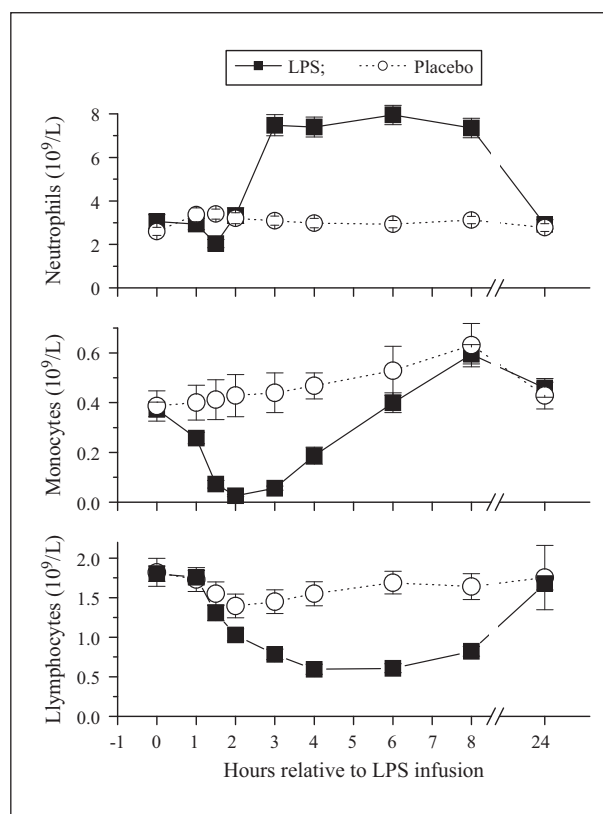 LPS; Placebo
8
6
4
2
0
Neutrophils (10⁹/L)
0.6
0.4
0.2
0.0
Monocytes (10⁹/L)
2.0
1.5
1.0
0.5
0.0
Llymphocytes (10⁹/L)
-1 0 1 2 3 4 5 6 7 8 24
Hours relative to LPS infusion